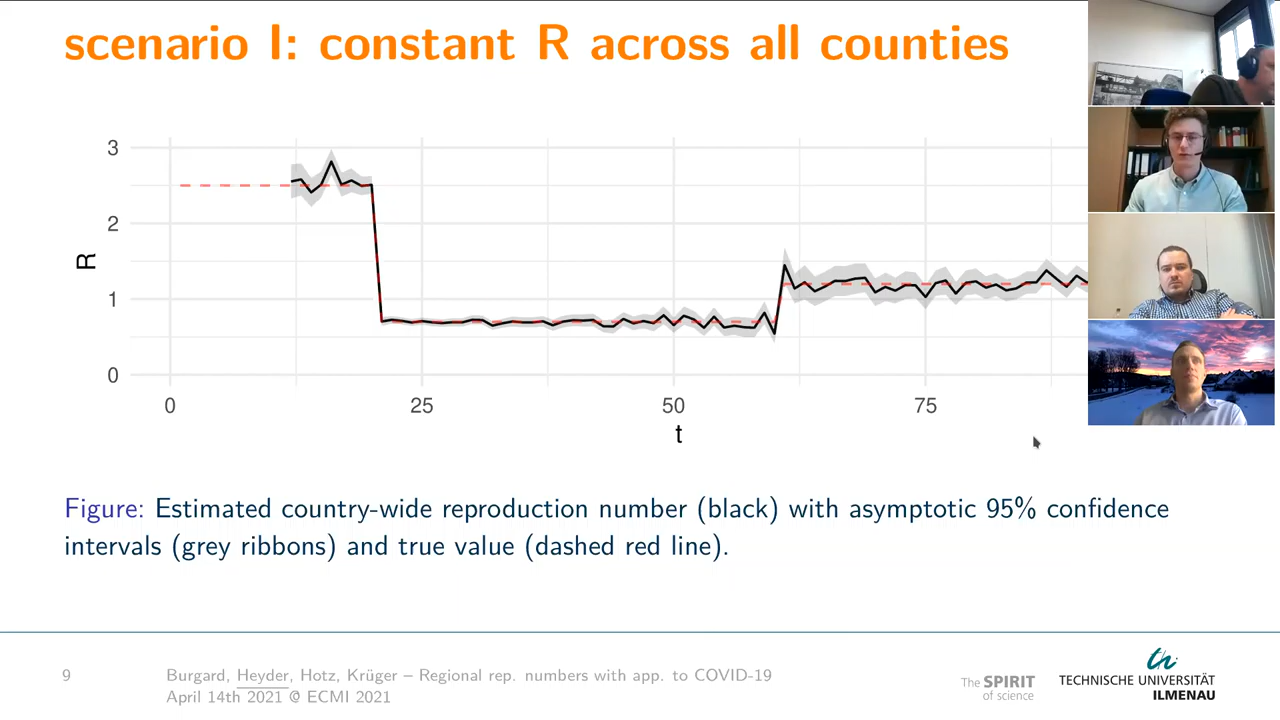 scenario I: constant R across all counties
3
2
1
0
R
0
25
50
75
t
Figure: Estimated country-wide reproduction number (black) with asymptotic 95% confidence
intervals (grey ribbons) and true value (dashed red line).
9
Burgard, Heyder, Hotz, Krüger – Regional rep. numbers with app. to COVID-19
April 14th 2021 @ ECMI 2021
The SPIRIT
of science
th
TECHNISCHE UNIVERSITÄT
ILMENAU